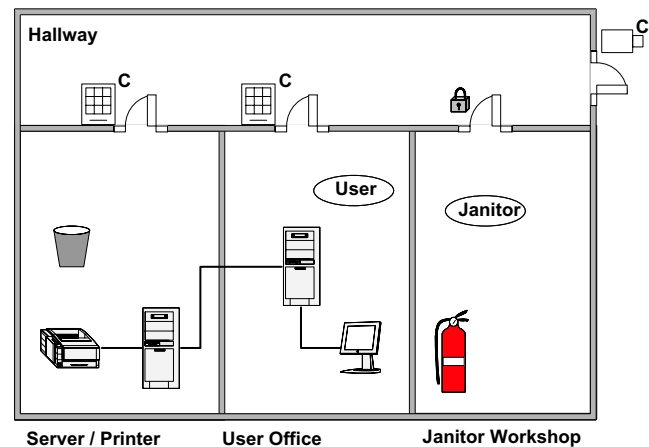 Hallway
C
C
C
User
Janitor
Server / Printer
User Office
Janitor Workshop